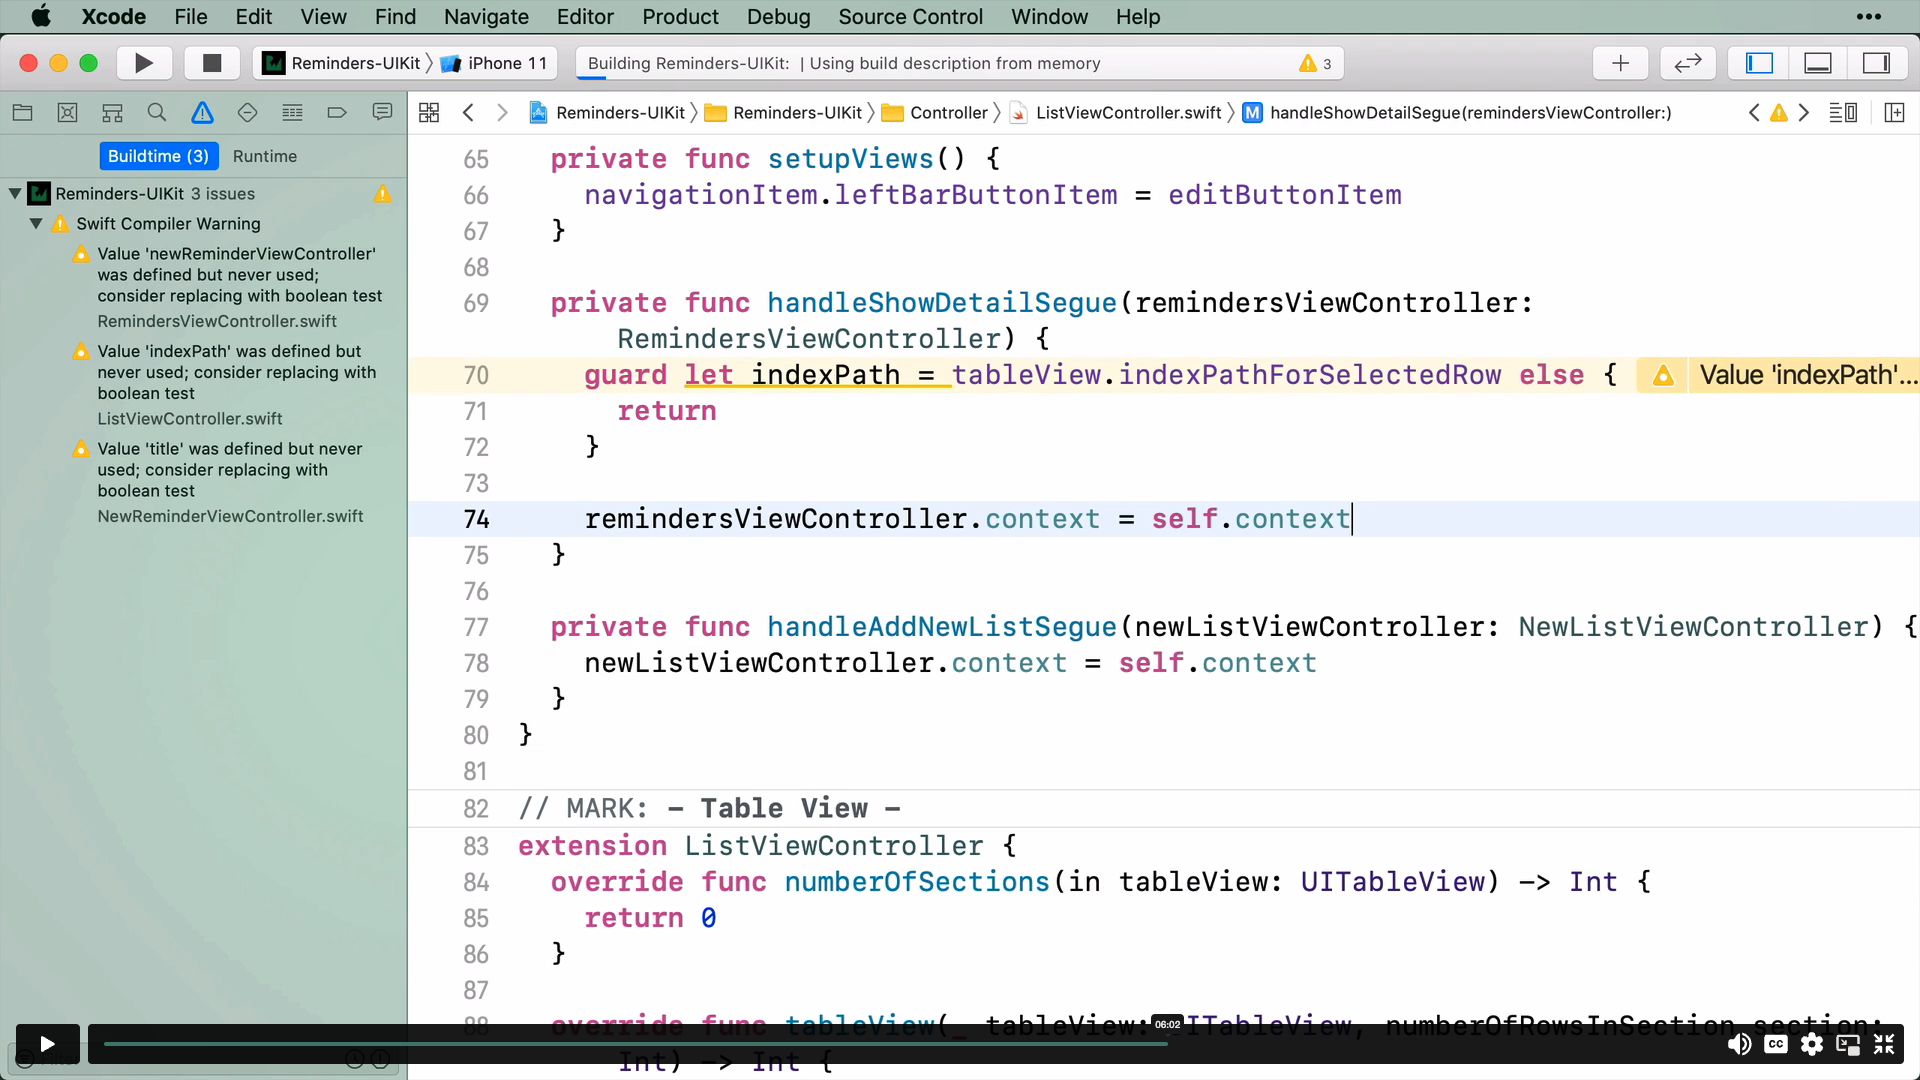 Xcode File Edit View Find Navigate Editor Product Debug Source Control Window Help •••
Reminders-UIKit 〉 iPhone 11
Building Reminders-UIKit: | Using build description from memory
3
Reminders-UIKit 〉 Reminders-UIKit 〉 Controller 〉 ListViewController.swift 〉 M handleShowDetailSegue(remindersViewController:)
Buildtime (3) Runtime
Reminders-UIKit 3 issues
Swift Compiler Warning
Value 'newReminderViewController'
was defined but never used;
consider replacing with boolean test
RemindersViewController.swift
Value 'indexPath' was defined but
never used; consider replacing with
boolean test
ListViewController.swift
Value 'title' was defined but never
used; consider replacing with
boolean test
NewReminderViewController.swift
65 private func setupViews() {
66 navigationItem.leftBarButtonItem = editButtonItem
67 }
68
69 private func handleShowDetailSegue(remindersViewController:
RemindersViewController) {
70 guard let indexPath = tableView.indexPathForSelectedRow else { Value 'indexPath'...
71 return
72 }
73
74 remindersViewController.context = self.context
75 }
76
77 private func handleAddNewListSegue(newListViewController: NewListViewController) {
78 newListViewController.context = self.context
79 }
80 }
81
82 // MARK: - Table View -
83 extension ListViewController {
84 override func numberOfSections(in tableView: UITableView) -> Int {
85 return 0
86 }
87
88 override func tableView(_ tableView: UITableView, numberOfRowsInSection section:
Int) -> Int {
06:02
CC